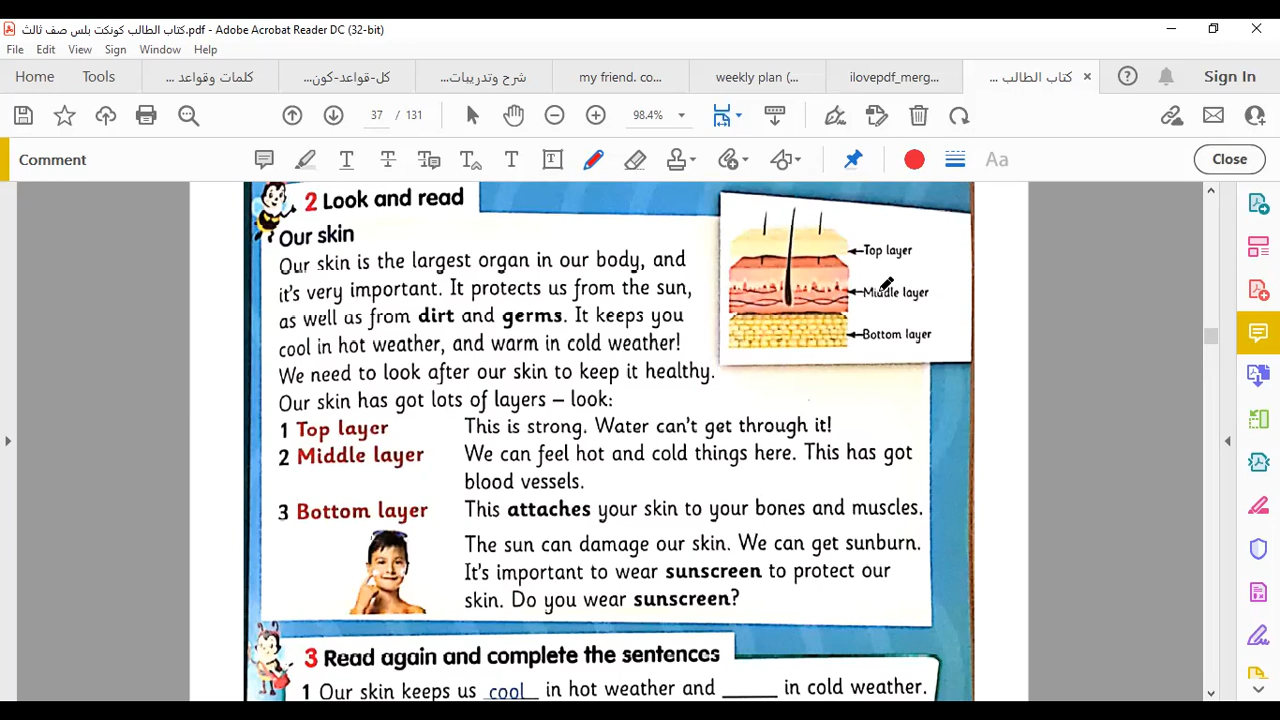 كتاب الطالب كونكت بلس صف ثالث.pdf - Adobe Acrobat Reader DC (32-bit)
File Edit View Sign Window Help
Home Tools كلمات وقواعد ... كل-قواعد-كون... شرح وتدريبات... my friend. co... weekly plan (... ilovepdf_merg... كتاب الطالب ... Sign In
37 / 131 98.4%
Comment Close
2 Look and read
Our skin
Our skin is the largest organ in our body, and
it's very important. It protects us from the sun,
as well as from dirt and germs. It keeps you
cool in hot weather, and warm in cold weather!
We need to look after our skin to keep it healthy.
Our skin has got lots of layers – look:
Top layer
Middle layer
Bottom layer
1 Top layer This is strong. Water can't get through it!
2 Middle layer We can feel hot and cold things here. This has got
blood vessels.
3 Bottom layer This attaches your skin to your bones and muscles.
The sun can damage our skin. We can get sunburn.
It's important to wear sunscreen to protect our
skin. Do you wear sunscreen?
3 Read again and complete the sentences
1 Our skin keeps us cool in hot weather and _____ in cold weather.